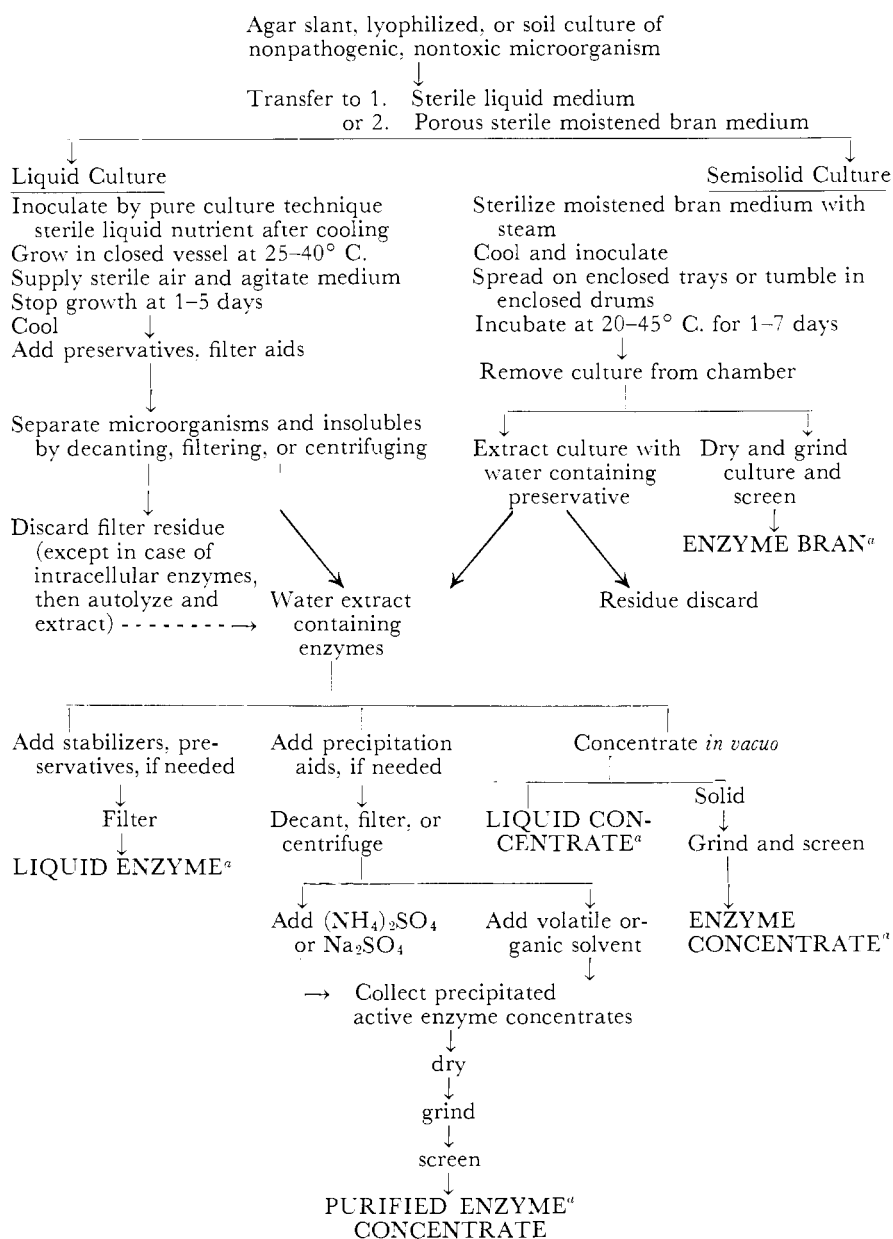 Agar slant, lyophilized, or soil culture of
nonpathogenic, nontoxic microorganism
Transfer to 1. Sterile liquid medium
or 2. Porous sterile moistened bran medium
Liquid Culture
Inoculate by pure culture technique
sterile liquid nutrient after cooling
Grow in closed vessel at 25–40° C.
Supply sterile air and agitate medium
Stop growth at 1–5 days
Cool
Add preservatives, filter aids
Separate microorganisms and insolubles
by decanting, filtering, or centrifuging
Discard filter residue
(except in case of
intracellular enzymes,
then autolyze and
extract)
Semisolid Culture
Sterilize moistened bran medium with
steam
Cool and inoculate
Spread on enclosed trays or tumble in
enclosed drums
Incubate at 20–45° C. for 1–7 days
Remove culture from chamber
Extract culture with
water containing
preservative
Dry and grind
culture and
screen
ENZYME BRANᵃ
Water extract
containing
enzymes
Residue discard
Add stabilizers, pre-
servatives, if needed
Filter
LIQUID ENZYMEᵃ
Add precipitation
aids, if needed
Decant, filter, or
centrifuge
Concentrate in vacuo
LIQUID CON-
CENTRATEᵃ
Solid
Grind and screen
ENZYME
CONCENTRATEᵃ
Add (NH₄)₂SO₄
or Na₂SO₄
Add volatile or-
ganic solvent
Collect precipitated
active enzyme concentrates
dry
grind
screen
PURIFIED ENZYMEᵃ
CONCENTRATE